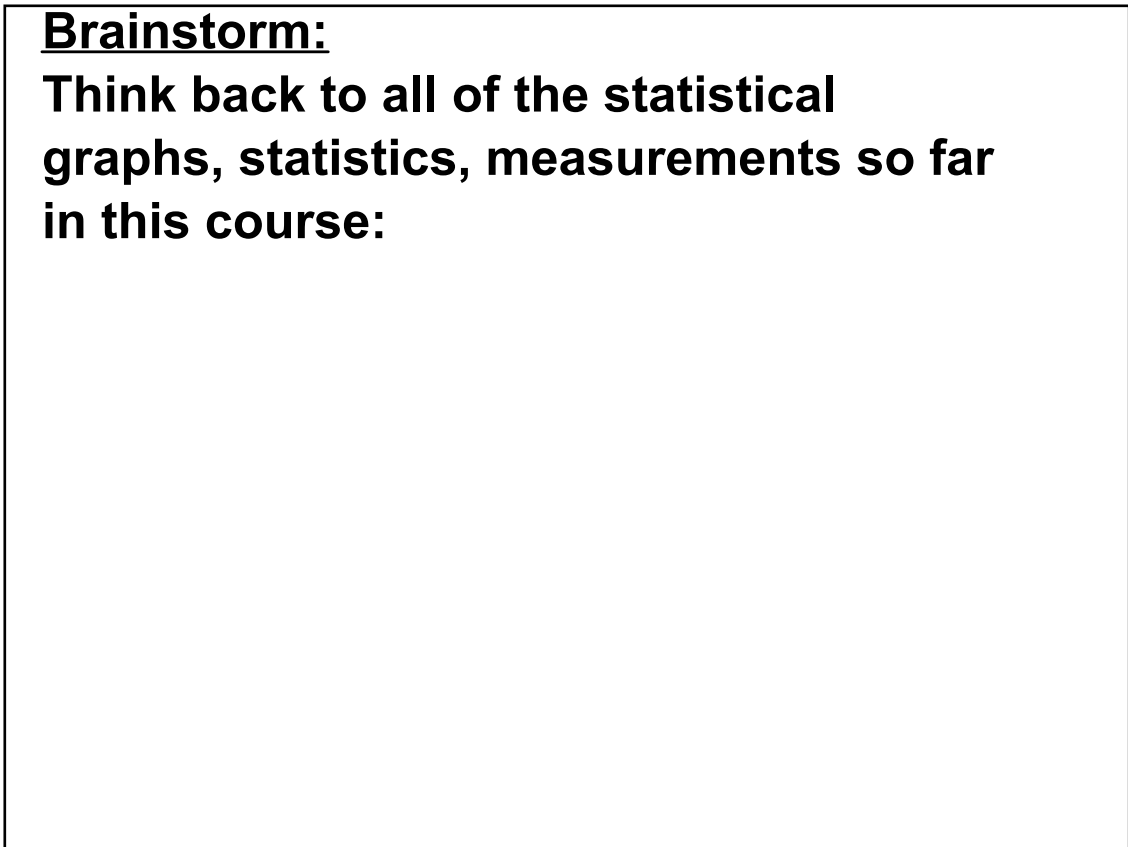 Brainstorm:
Think back to all of the statistical
graphs, statistics, measurements so far
in this course: